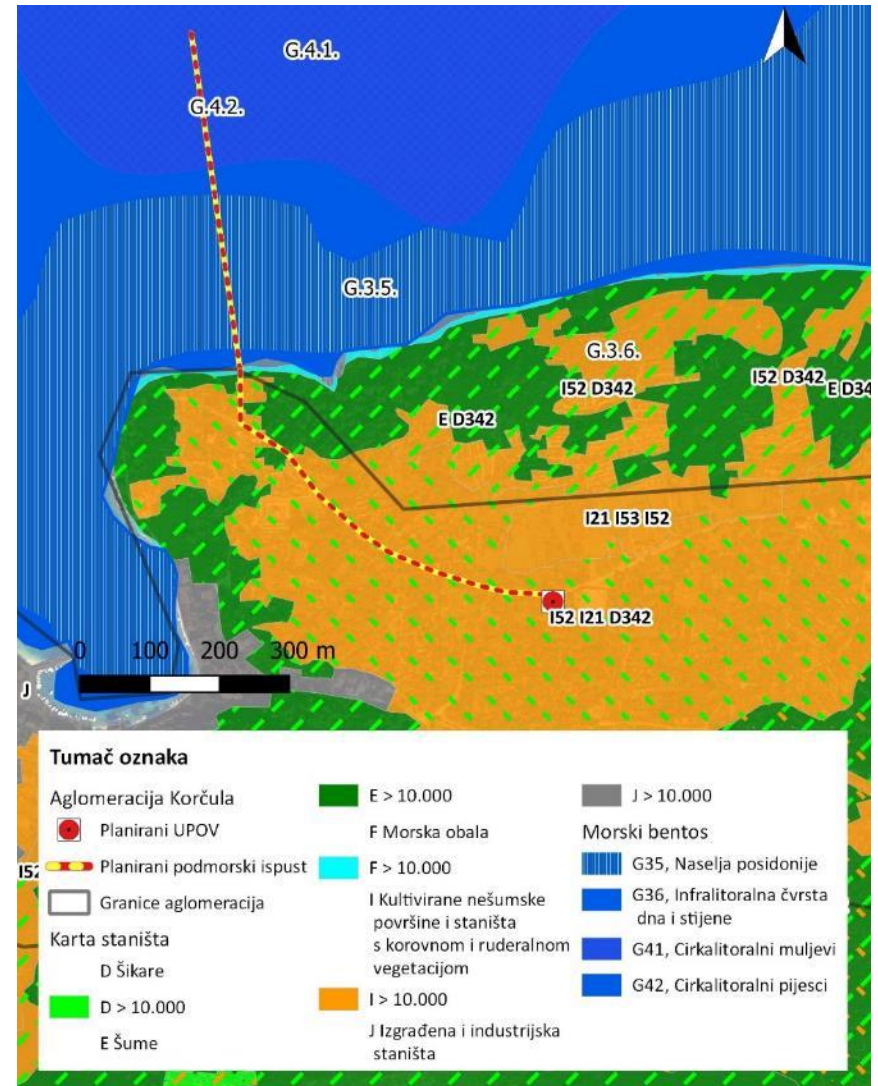 G.4.1.
G.4.2.
G.3.5.
G.3.6.
I52 D342
I52 D342
E D34
E D342
I21 I53 I52
I52 I21 D342
0 100 200 300 m
J
I52
Tumač oznaka
Aglomeracija Korčula
Planirani UPOV
Planirani podmorski ispust
Granice aglomeracija
Karta staništa
D Šikare
D > 10.000
E Šume
E > 10.000
F Morska obala
F > 10.000
I Kultivirane nešumske
površine i staništa
s korovnom i ruderalnom
vegetacijom
I > 10.000
J Izgrađena i industrijska
staništa
J > 10.000
Morski bentos
G35, Naselja posidonije
G36, Infralitoralna čvrsta
dna i stijene
G41, Cirkalitoralni muljevi
G42, Cirkalitoralni pijesci